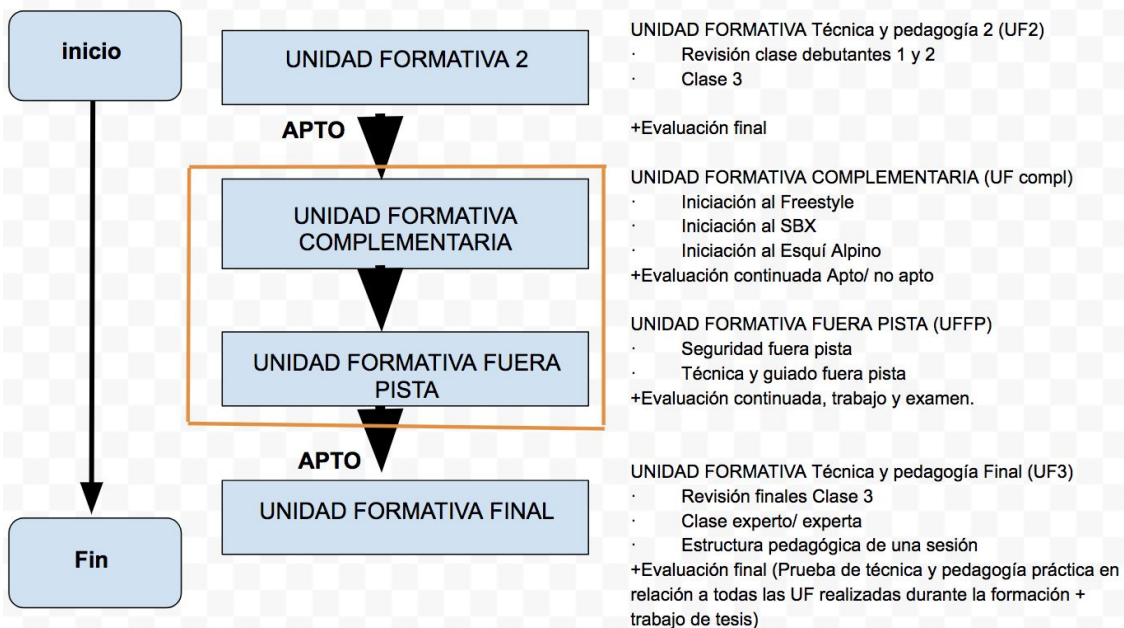 inicio
Fin
UNIDAD FORMATIVA 2
APTO
UNIDAD FORMATIVA
COMPLEMENTARIA
UNIDAD FORMATIVA FUERA
PISTA
APTO
UNIDAD FORMATIVA FINAL
UNIDAD FORMATIVA Técnica y pedagogía 2 (UF2)
· Revisión clase debutantes 1 y 2
· Clase 3
+Evaluación final
UNIDAD FORMATIVA COMPLEMENTARIA (UF compl)
· Iniciación al Freestyle
· Iniciación al SBX
· Iniciación al Esquí Alpino
+Evaluación continuada Apto/ no apto
UNIDAD FORMATIVA FUERA PISTA (UFFP)
· Seguridad fuera pista
· Técnica y guiado fuera pista
+Evaluación continuada, trabajo y examen.
UNIDAD FORMATIVA Técnica y pedagogía Final (UF3)
· Revisión finales Clase 3
· Clase experto/ experta
· Estructura pedagógica de una sesión
+Evaluación final (Prueba de técnica y pedagogía práctica en
relación a todas las UF realizadas durante la formación +
trabajo de tesis)